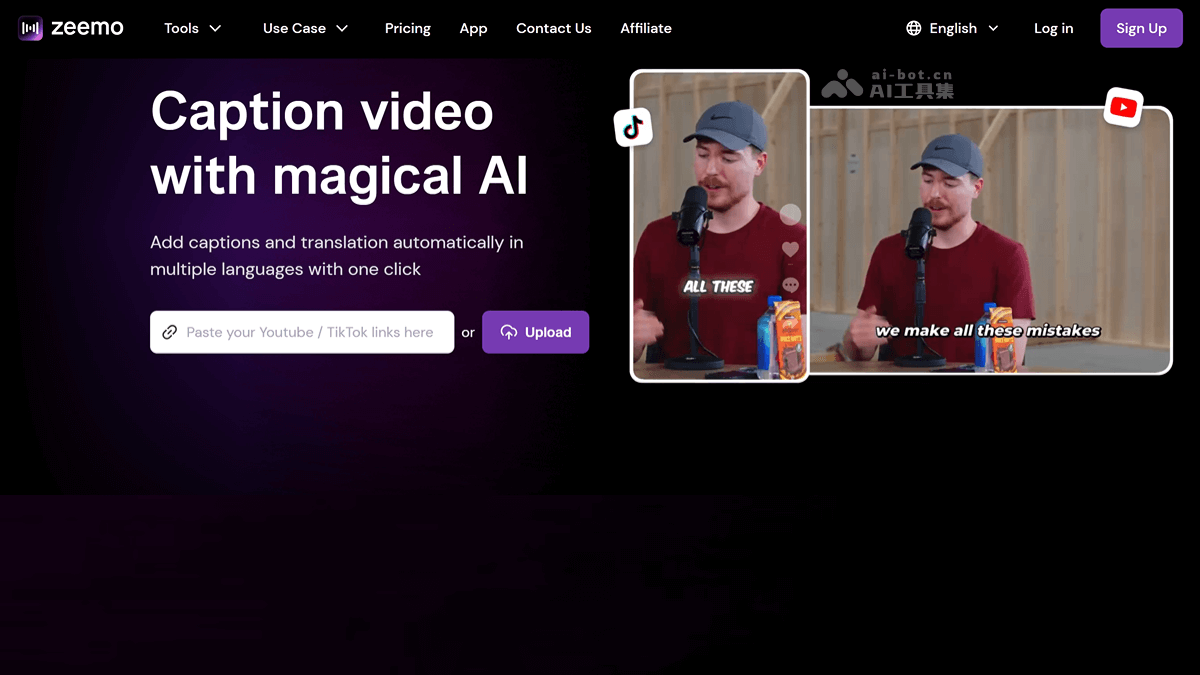 zeemo
Tools
Use Case
Pricing
App
Contact Us
Affiliate
English
Log in
Sign Up
Caption video
with magical AI
Add captions and translation automatically in
multiple languages with one click
Paste your Youtube / TikTok links here
or
Upload
ai-bot.cn
AI工具集
ALL THESE
we make all these mistakes